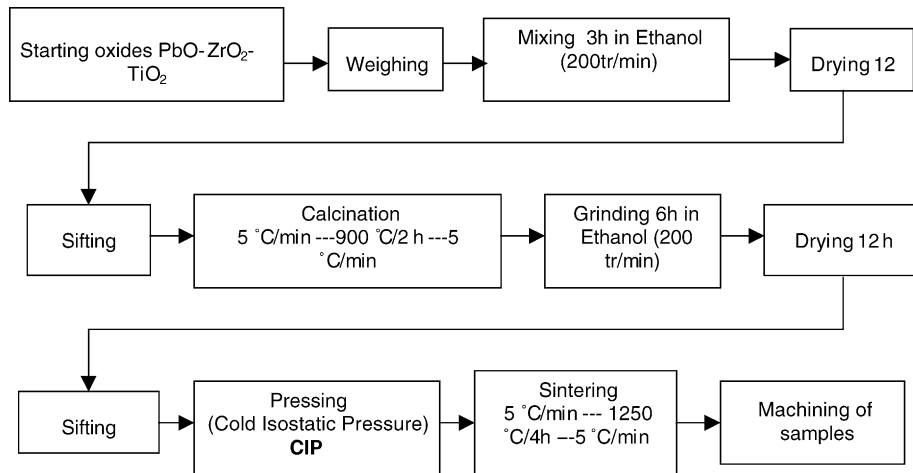 Starting oxides PbO-ZrO₂-
TiO₂
Weighing
Mixing 3h in Ethanol
(200tr/min)
Drying 12
Sifting
Calcination
5 °C/min ---900 °C/2 h ---5
°C/min
Grinding 6h in
Ethanol (200
tr/min)
Drying 12 h
Sifting
Pressing
(Cold Isostatic Pressure)
CIP
Sintering
5 °C/min --- 1250
°C/4h ---5 °C/min
Machining of
samples